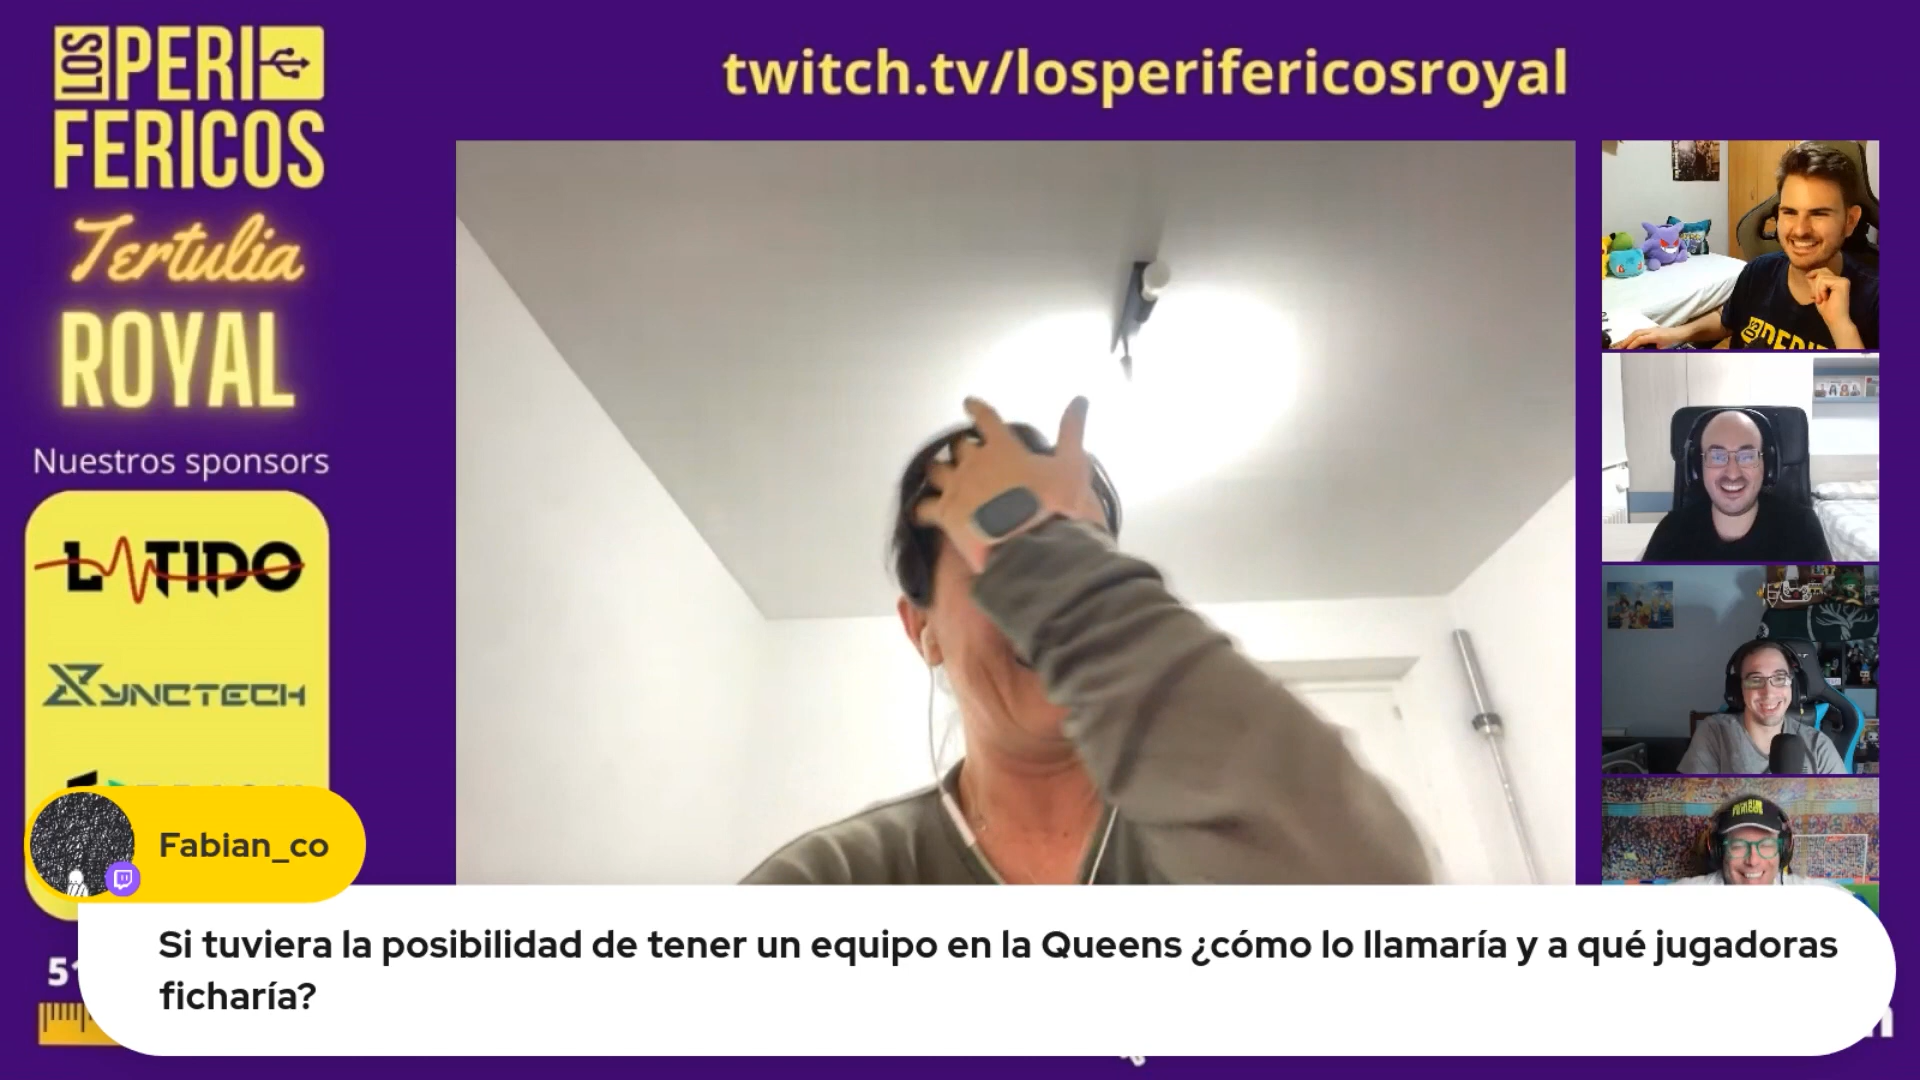 LOS PERI
FERICOS
Tertulia
ROYAL
Nuestros sponsors
LATIDO
XYNCTECH
twitch.tv/losperifericosroyal
Fabian_co
Si tuviera la posibilidad de tener un equipo en la Queens ¿cómo lo llamaría y a qué jugadoras
ficharía?